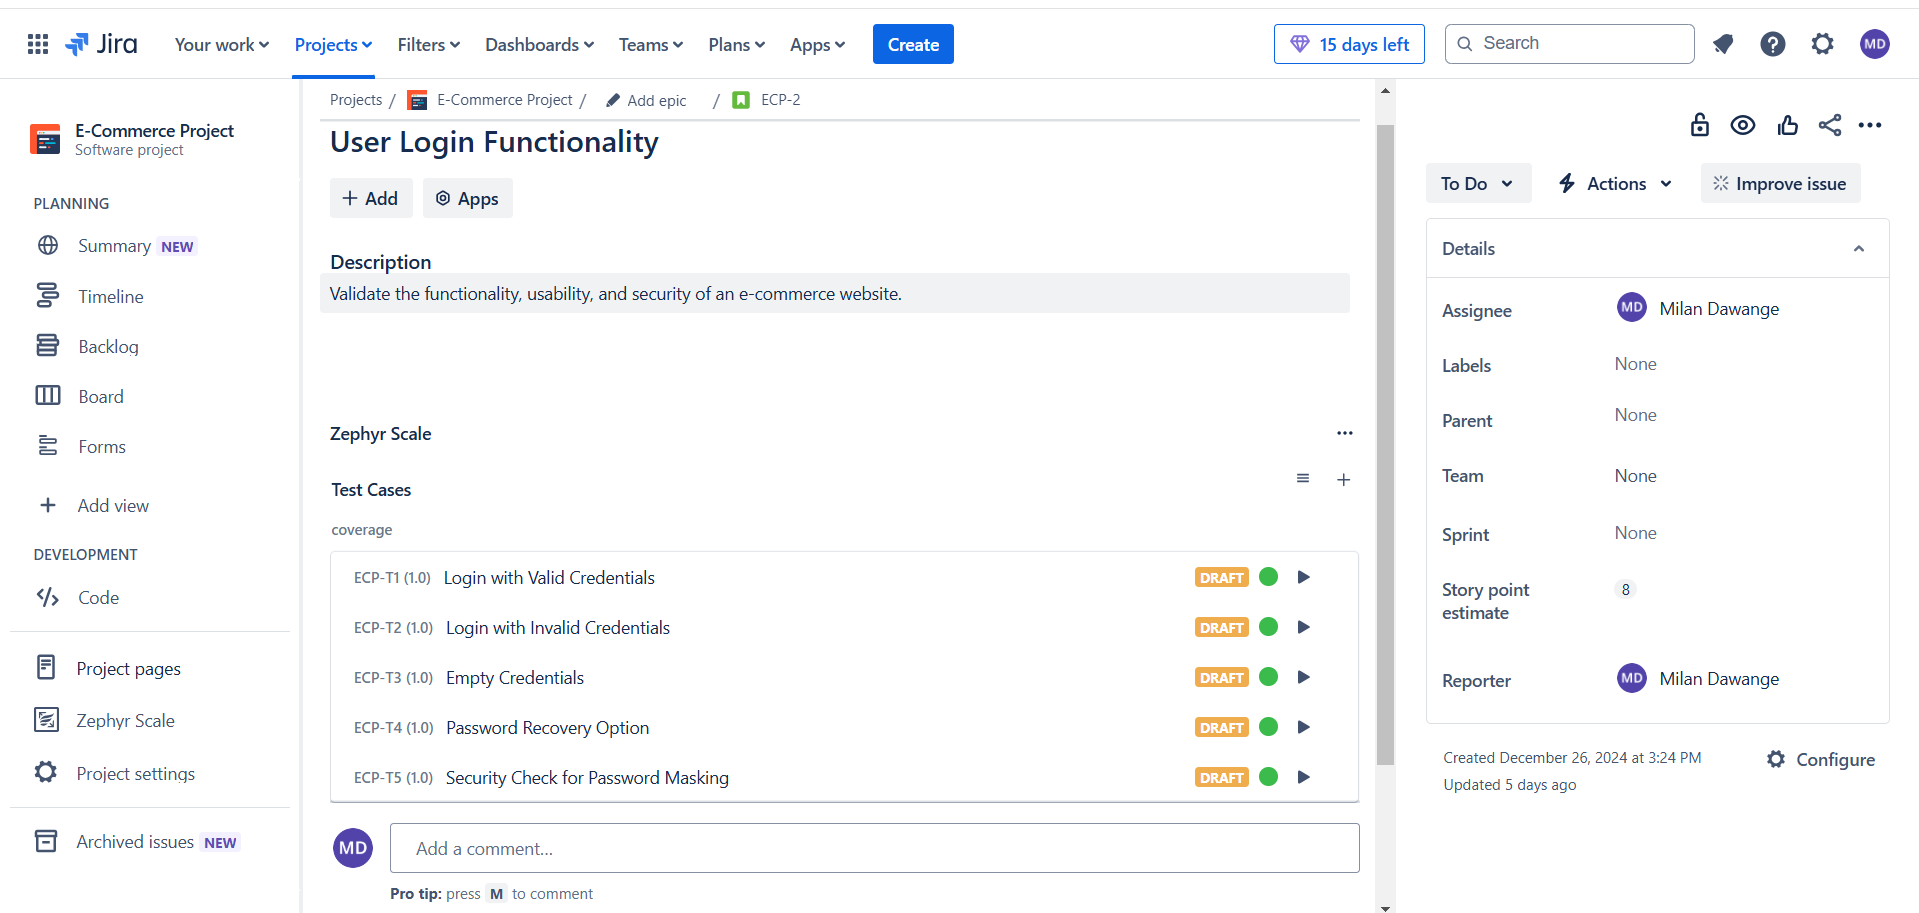 Jira
Your work
Projects
Filters
Dashboards
Teams
Plans
Apps
Create
15 days left
Search
MD
E-Commerce Project
Software project
PLANNING
Summary NEW
Timeline
Backlog
Board
Forms
Add view
DEVELOPMENT
Code
Project pages
Zephyr Scale
Project settings
Archived issues NEW
Projects / E-Commerce Project / Add epic / ECP-2
User Login Functionality
+ Add
Apps
Description
Validate the functionality, usability, and security of an e-commerce website.
Zephyr Scale
Test Cases
coverage
ECP-T1 (1.0) Login with Valid Credentials DRAFT
ECP-T2 (1.0) Login with Invalid Credentials DRAFT
ECP-T3 (1.0) Empty Credentials DRAFT
ECP-T4 (1.0) Password Recovery Option DRAFT
ECP-T5 (1.0) Security Check for Password Masking DRAFT
MD Add a comment...
Pro tip: press M to comment
To Do
Actions
Improve issue
Details
Assignee MD Milan Dawange
Labels None
Parent None
Team None
Sprint None
Story point 8
estimate
Reporter MD Milan Dawange
Created December 26, 2024 at 3:24 PM
Configure
Updated 5 days ago